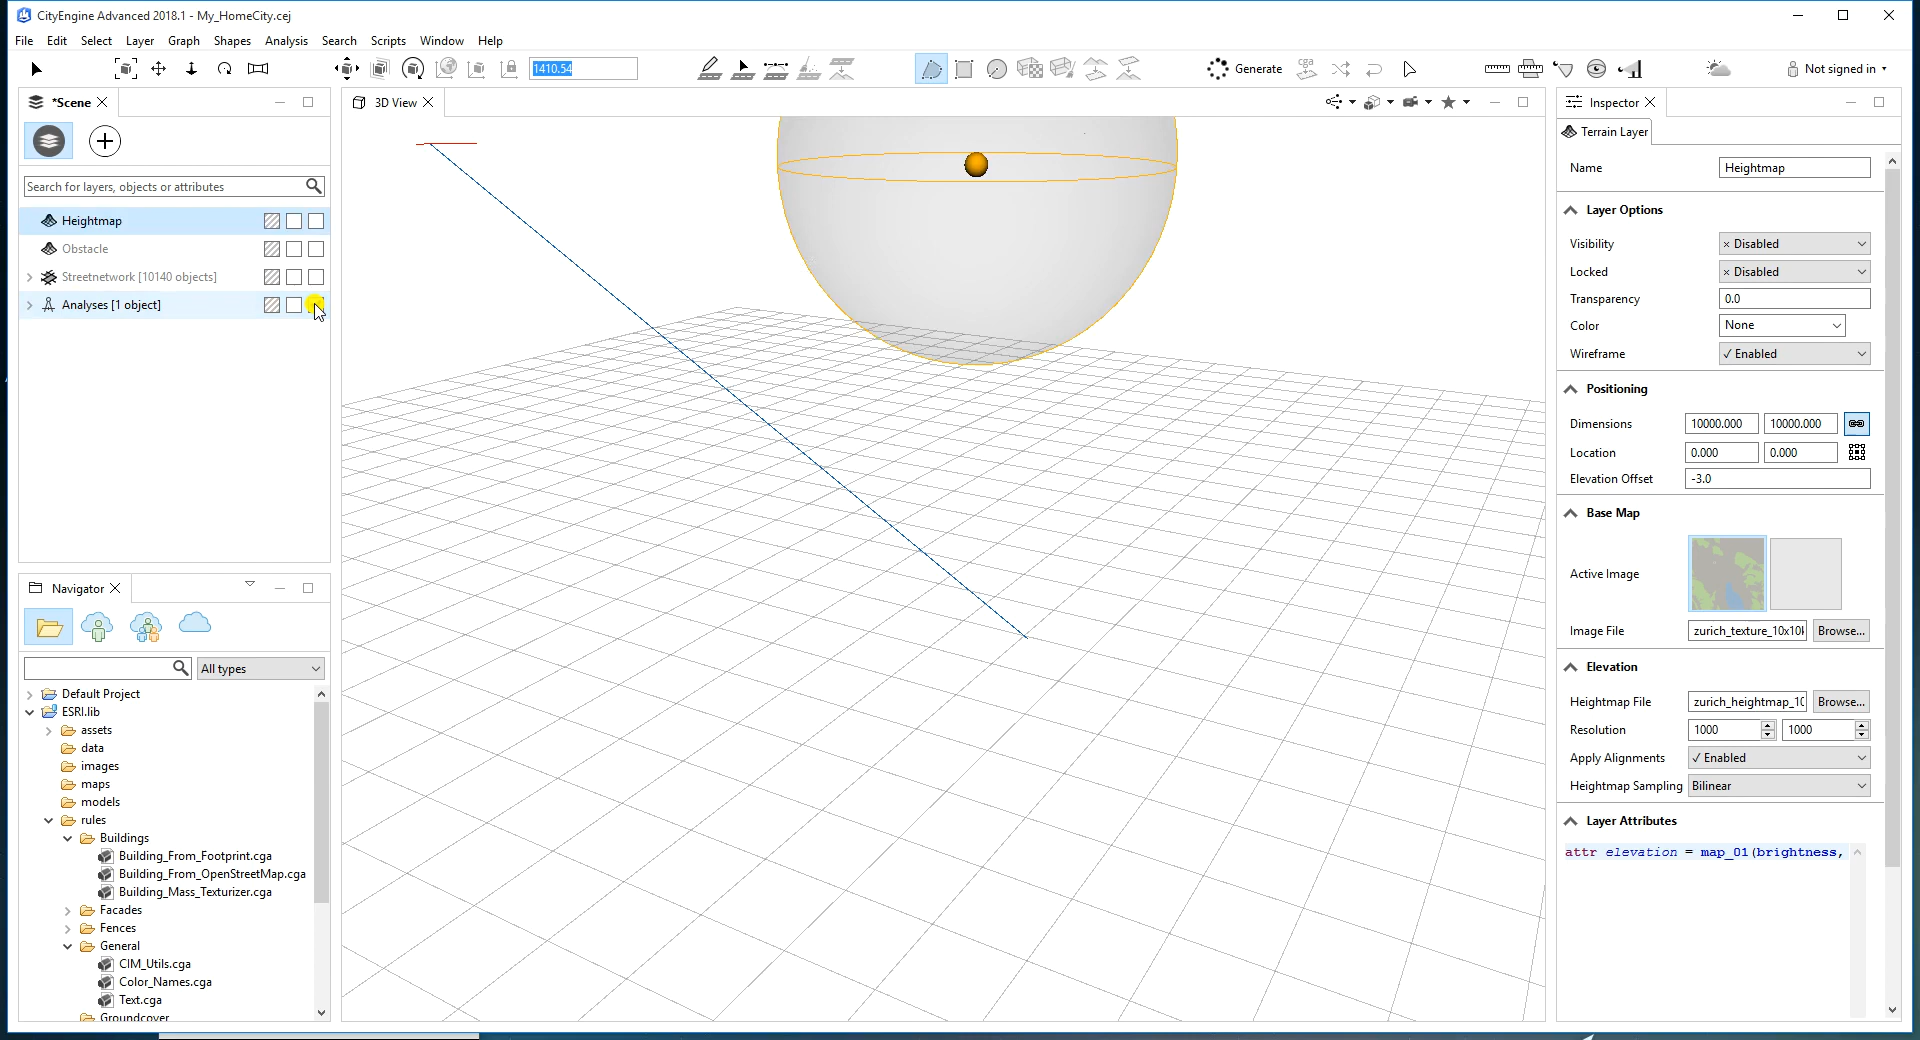 CityEngine Advanced 2018.1 - My_HomeCity.cej
File Edit Select Layer Graph Shapes Analysis Search Scripts Window Help
1410.54
Generate
cga
Not signed in
*Scene
3D View
Inspector
Terrain Layer
Search for layers, objects or attributes
Heightmap
Obstacle
Streetnetwork [10140 objects]
Analyses [1 object]
Navigator
All types
Default Project
ESRI.lib
assets
data
images
maps
models
rules
Buildings
Building_From_Footprint.cga
Building_From_OpenStreetMap.cga
Building_Mass_Texturizer.cga
Facades
Fences
General
CIM_Utils.cga
Color_Names.cga
Text.cga
Groundcover
Name Heightmap
Layer Options
Visibility × Disabled
Locked × Disabled
Transparency 0.0
Color None
Wireframe ✓ Enabled
Positioning
Dimensions 10000.000 10000.000
Location 0.000 0.000
Elevation Offset -3.0
Base Map
Active Image
Image File zurich_texture_10x10 Browse...
Elevation
Heightmap File zurich_heightmap_10 Browse...
Resolution 1000 1000
Apply Alignments ✓ Enabled
Heightmap Sampling Bilinear
Layer Attributes
attr elevation = map_01(brightness,